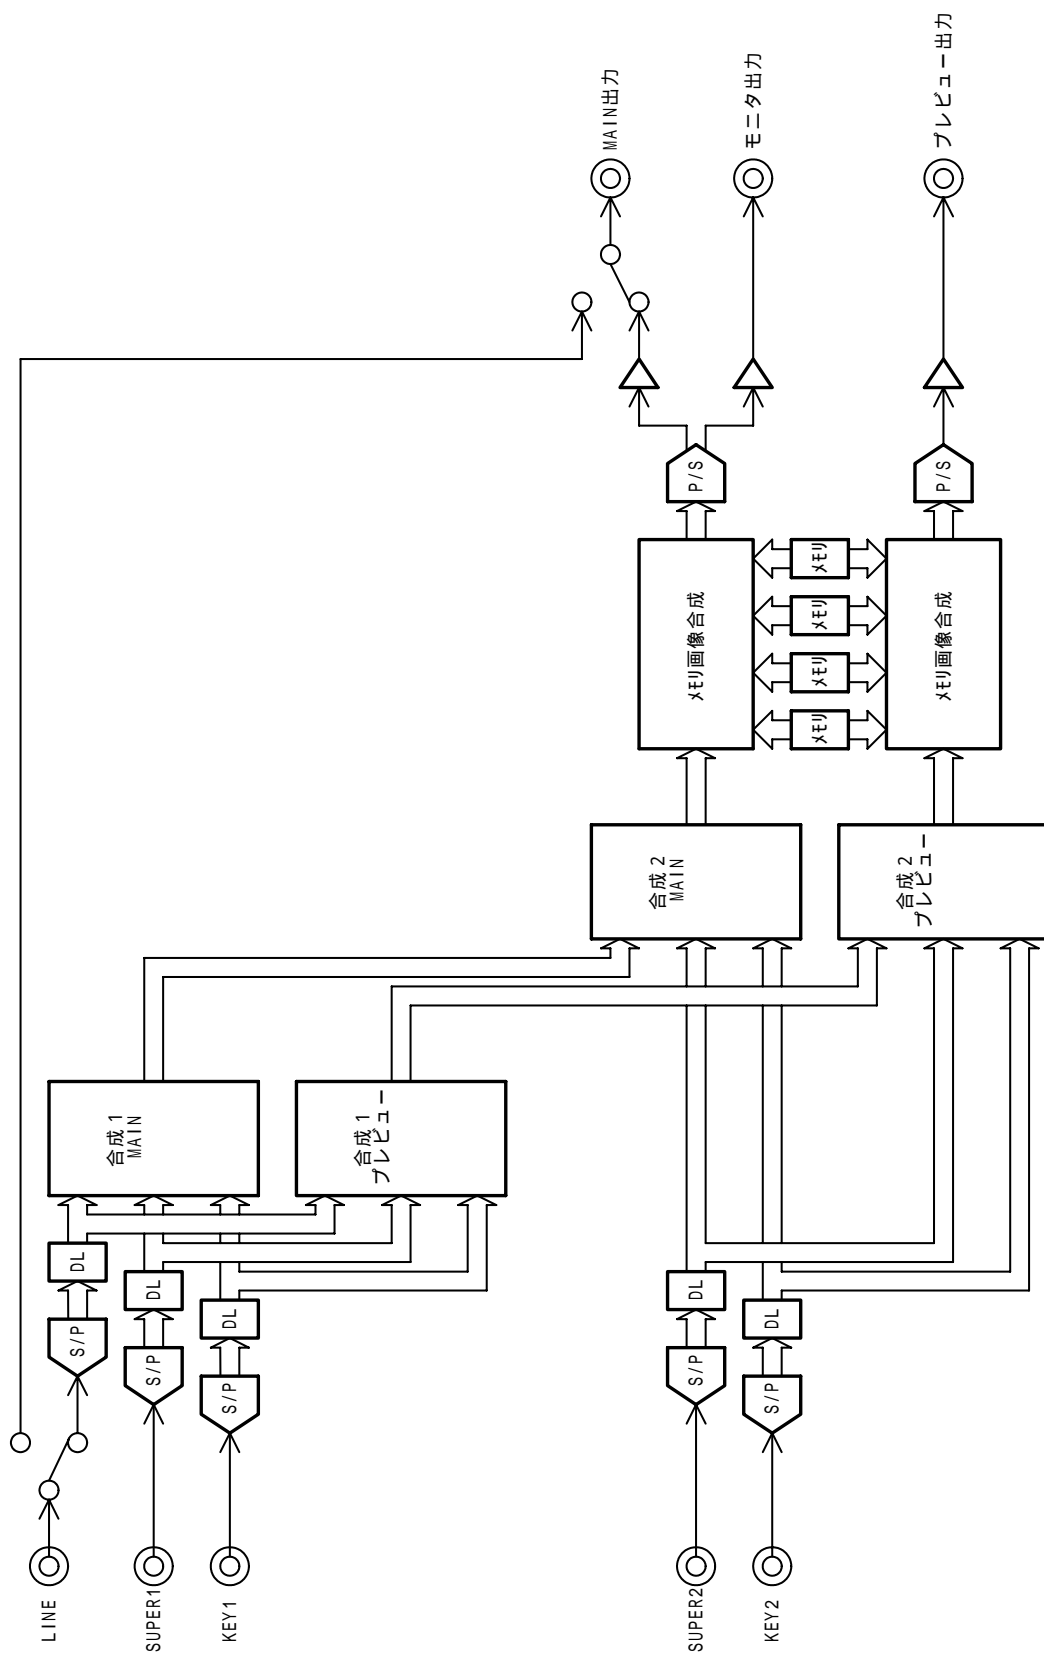 LINE
SUPER1
KEY1
SUPER2
KEY2
S/P
S/P
S/P
S/P
S/P
DL
DL
DL
DL
DL
合成1
MAIN
合成1
プレビュー
合成2
MAIN
合成2
プレビュー
ﾒﾓﾘ画像合成
ﾒﾓﾘ画像合成
ﾒﾓﾘ
ﾒﾓﾘ
ﾒﾓﾘ
ﾒﾓﾘ
P/S
P/S
MAIN出力
モニタ出力
プレビュー出力